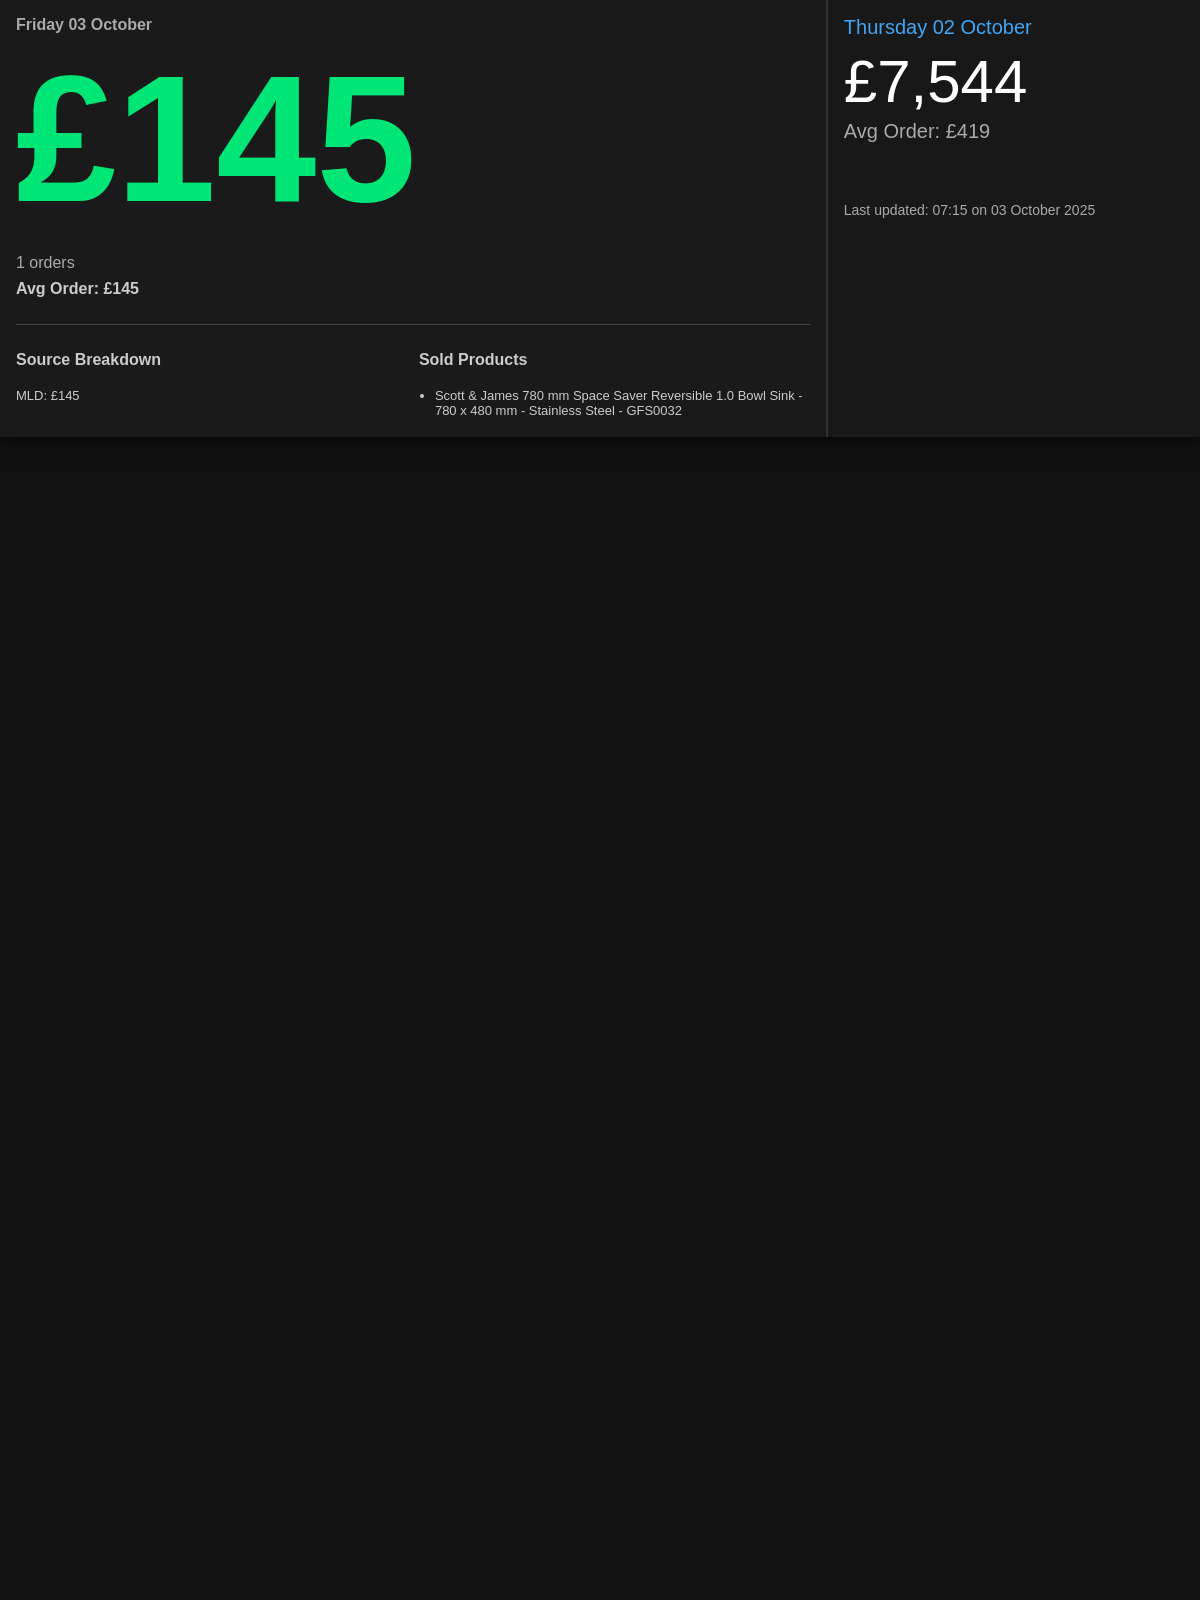 Friday 03 October
£145
1 orders
Avg Order: £145
Source Breakdown
MLD: £145
Sold Products
• Scott & James 780 mm Space Saver Reversible 1.0 Bowl Sink -
780 x 480 mm - Stainless Steel - GFS0032
Thursday 02 October
£7,544
Avg Order: £419
Last updated: 07:15 on 03 October 2025